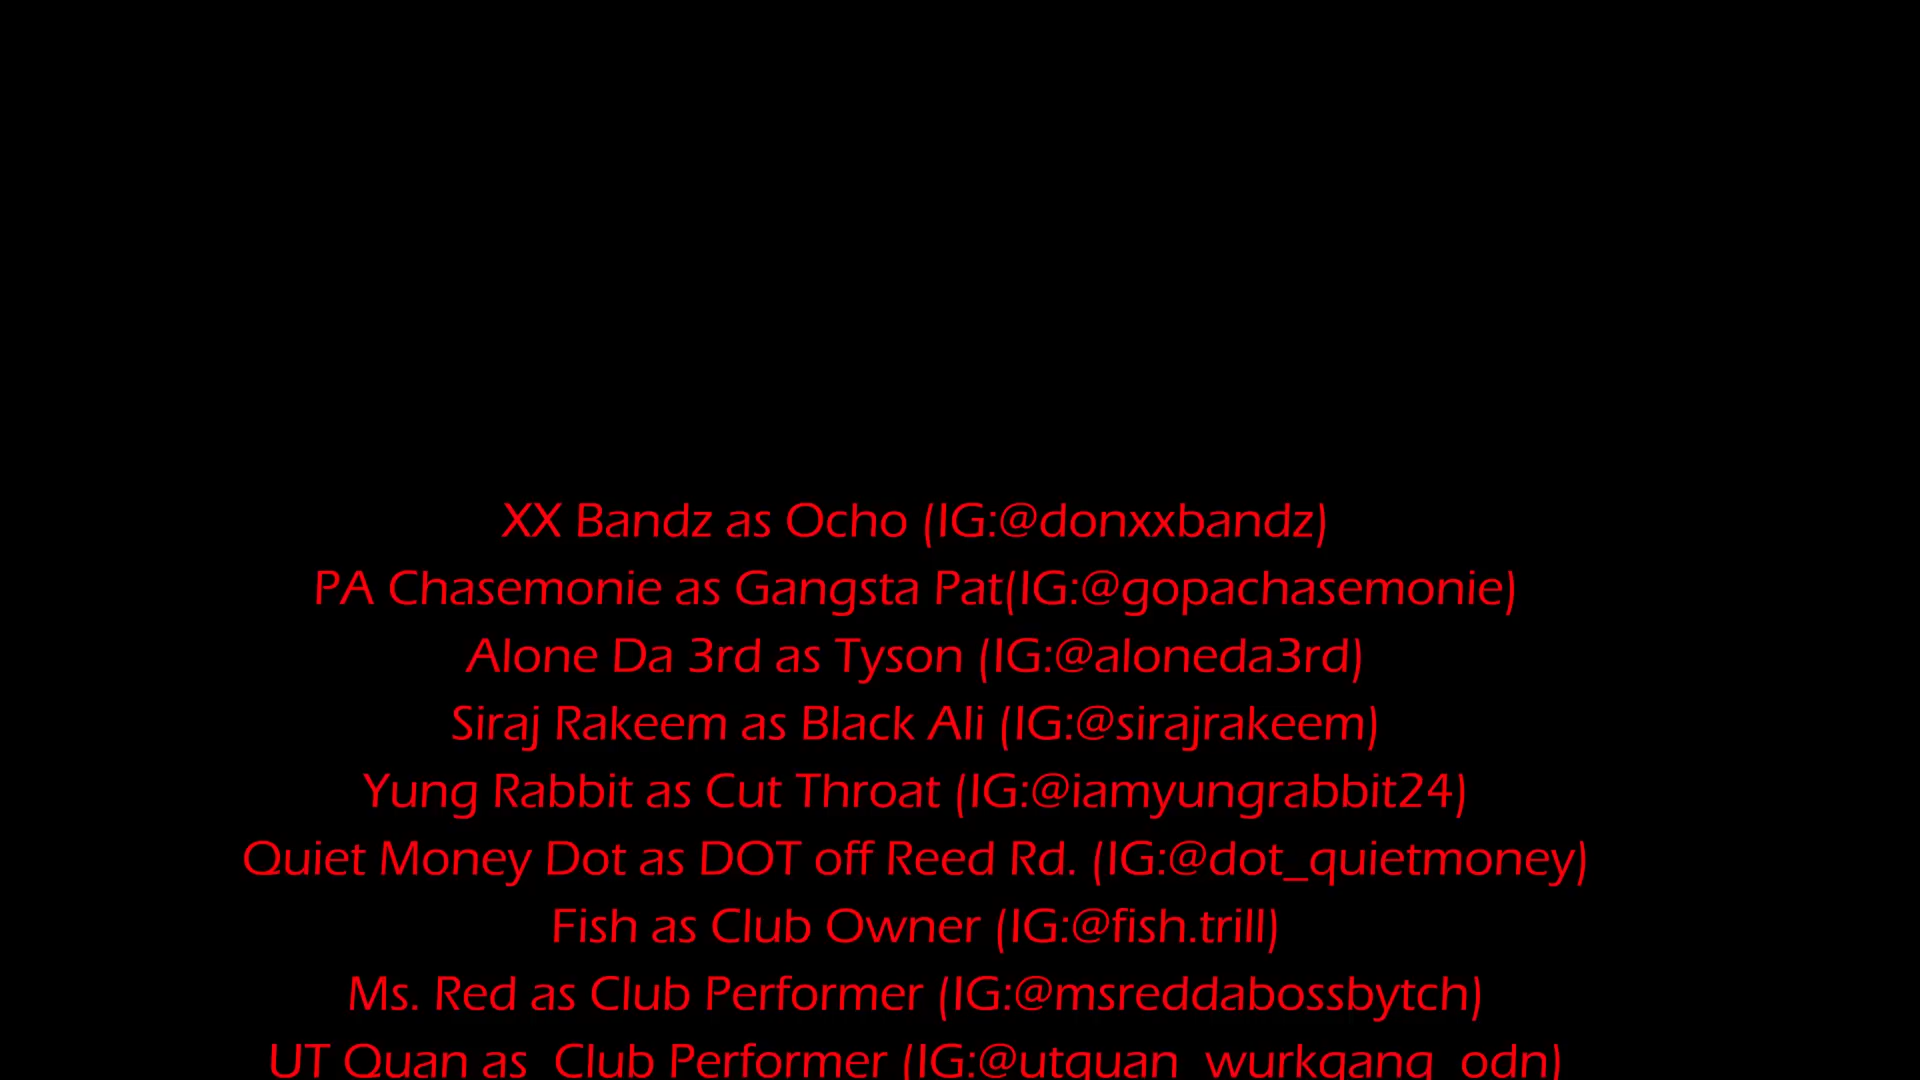 XX Bandz as Ocho (IG:@donxxbandz)
PA Chasemonie as Gangsta Pat(IG:@gopachasemonie)
Alone Da 3rd as Tyson (IG:@aloneda3rd)
Siraj Rakeem as Black Ali (IG:@sirajrakeem)
Yung Rabbit as Cut Throat (IG:@iamyungrabbit24)
Quiet Money Dot as DOT off Reed Rd. (IG:@dot_quietmoney)
Fish as Club Owner (IG:@fish.trill)
Ms. Red as Club Performer (IG:@msreddabossbytch)
UT Quan as  Club Performer (IG:@utquan_wurkgang_odn)